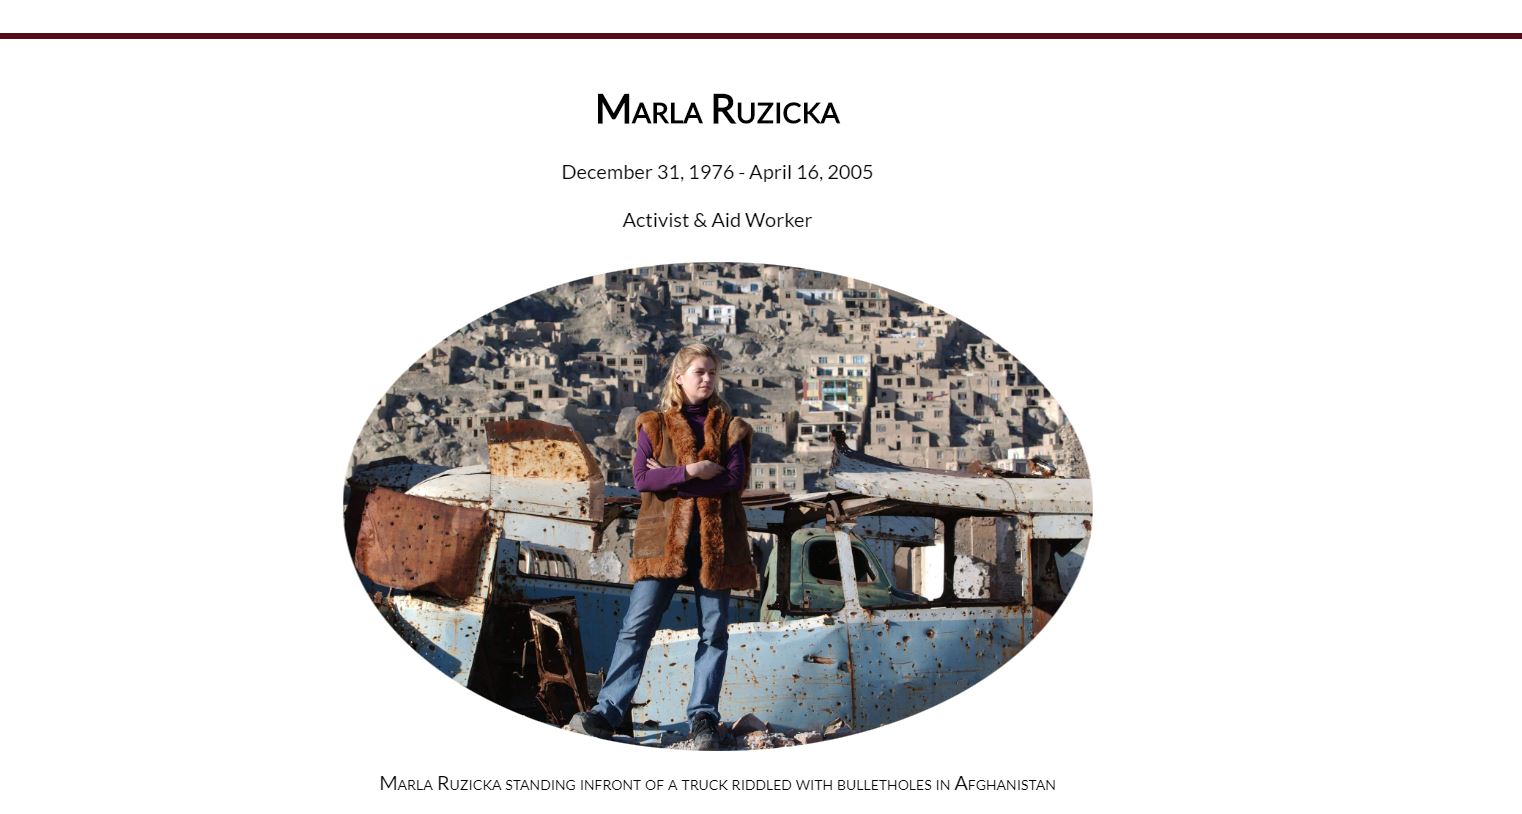 Marla Ruzicka
December 31, 1976 - April 16, 2005
Activist & Aid Worker
Marla Ruzicka standing infront of a truck riddled with bulletholes in Afghanistan